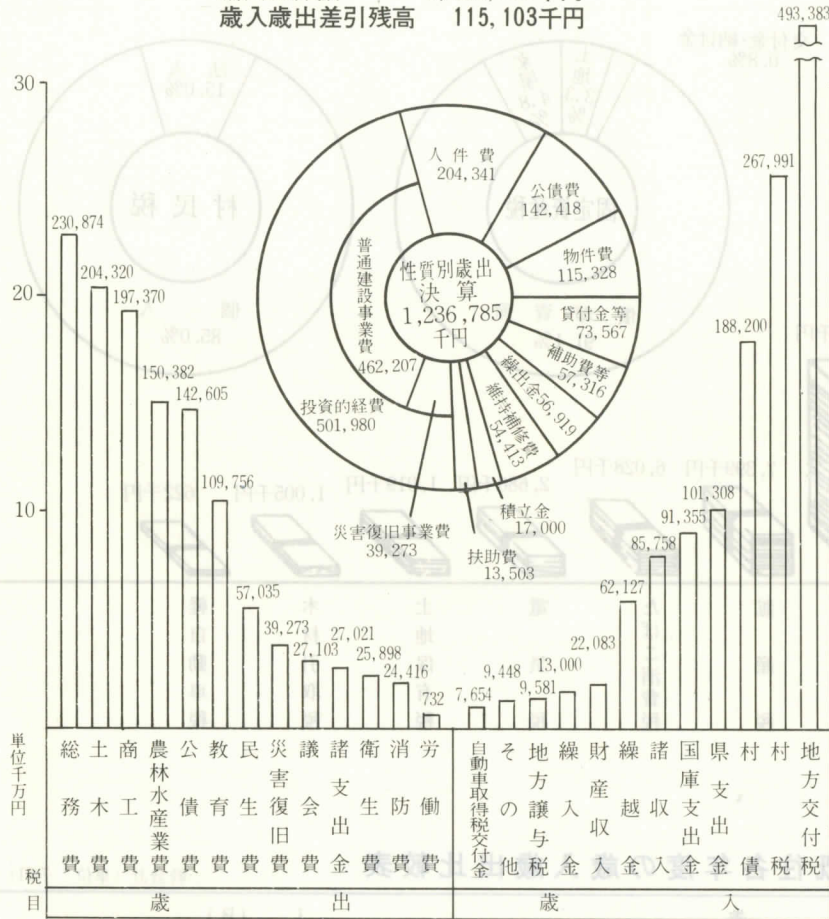 歳入歳出差引残高 115,103千円
493,383
30
20
10
230,874
204,320
197,370
150,382
142,605
109,756
57,035
39,273
27,103
27,021
25,898
24,416
732
7,654
9,448
9,581
13,000
22,083
62,127
85,758
91,355
101,308
188,200
267,991
性質別歳出
決算
1,236,785
千円
人件費
204,341
公債費
142,418
物件費
115,328
貸付金等
73,567
補助費等
57,316
繰出金56,919
維持補修費
54,413
積立金
17,000
扶助費
13,503
災害復旧事業費
39,273
投資的経費
501,980
普通建設事業費
462,207
単位千万円
総務費
土木費
商工費
農林水産業費
公債費
教育費
民生費
災害復旧費
議会費
諸支出金
衛生費
消防費
労働費
自動車取得税交付金
その他
地方譲与税
繰入金
財産収入
繰越金
諸収入
国庫支出金
県支出金
村債
村税
地方交付税
税目
歳出
歳入